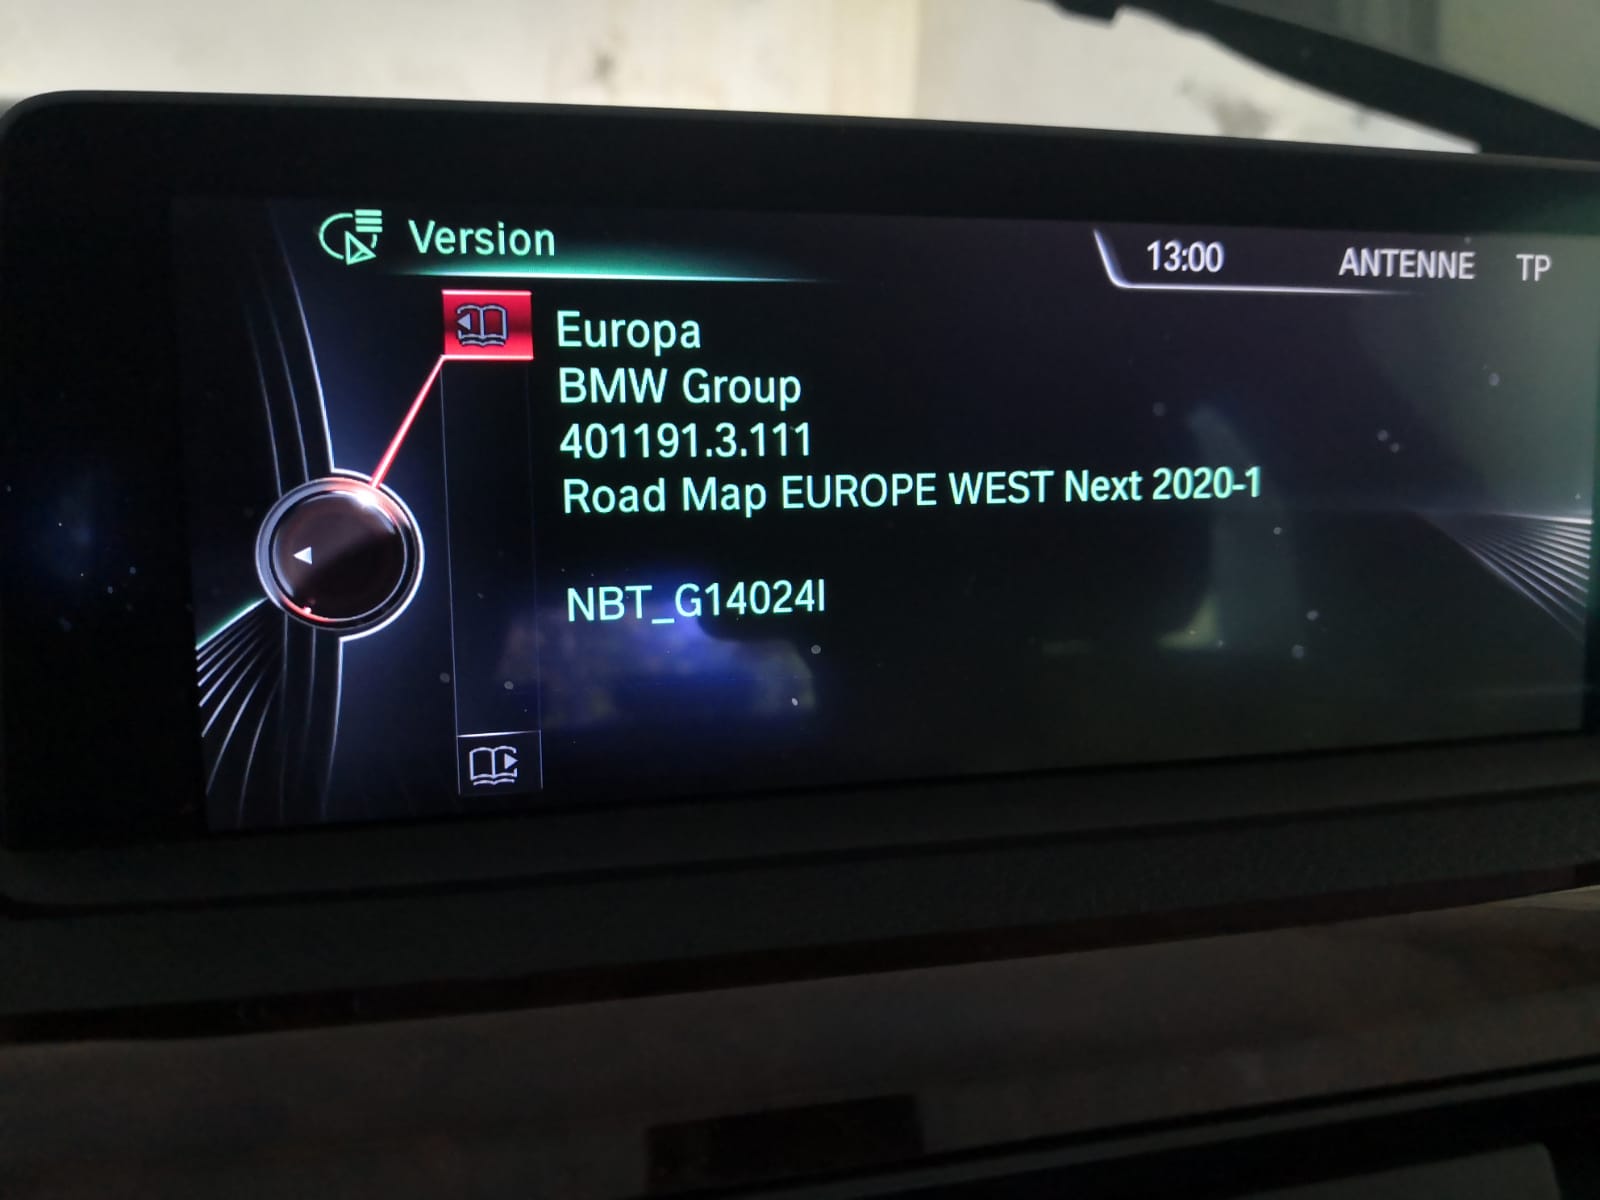 Version
13:00 ANTENNE TP
Europa
BMW Group
401191.3.111
Road Map EUROPE WEST Next 2020-1
NBT_G14024I